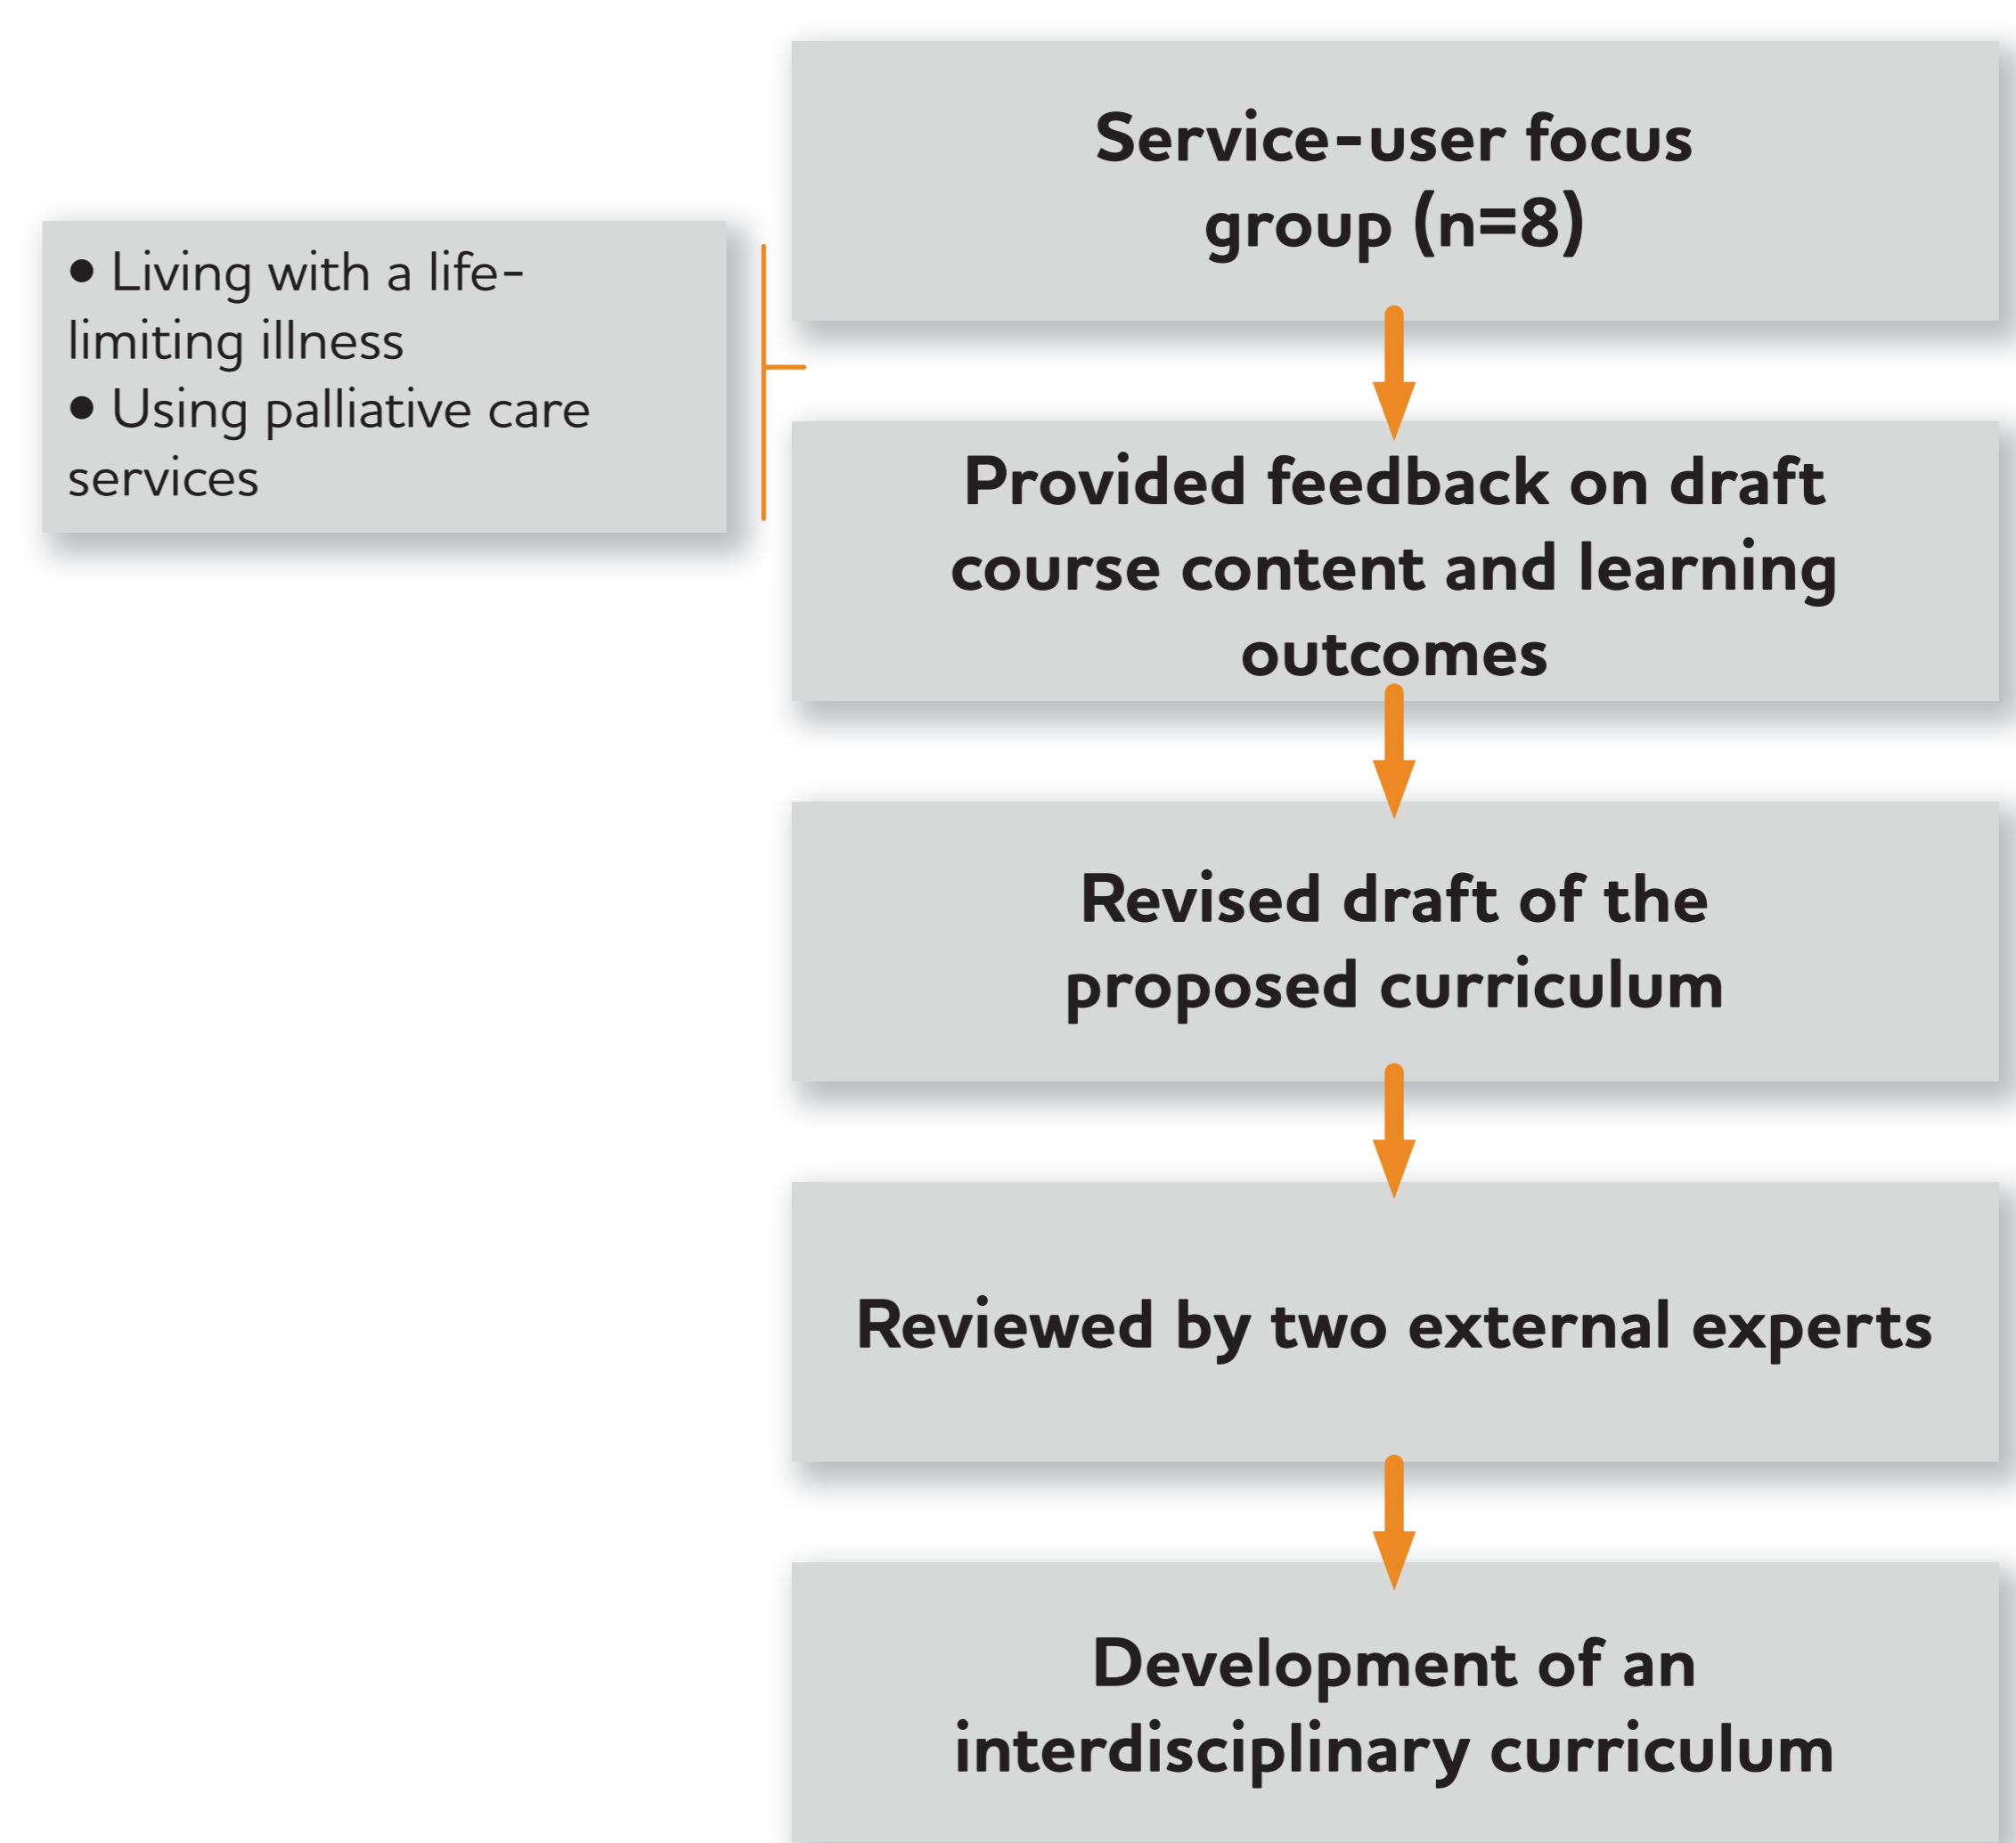 Service-user focus
group (n=8)
• Living with a life-
limiting illness
• Using palliative care
services
Provided feedback on draft
course content and learning
outcomes
Revised draft of the
proposed curriculum
Reviewed by two external experts
Development of an
interdisciplinary curriculum